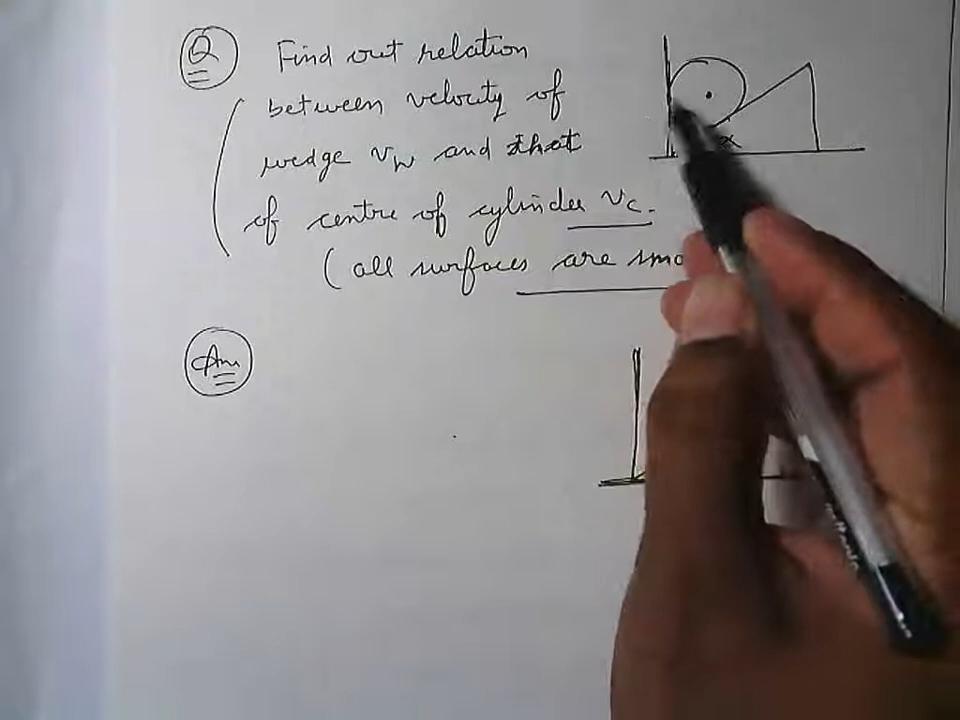 Q Find out relation
between velocity of
wedge v_w and that
of centre of cylinder v_c.
(all surfaces are smo
α
Ans